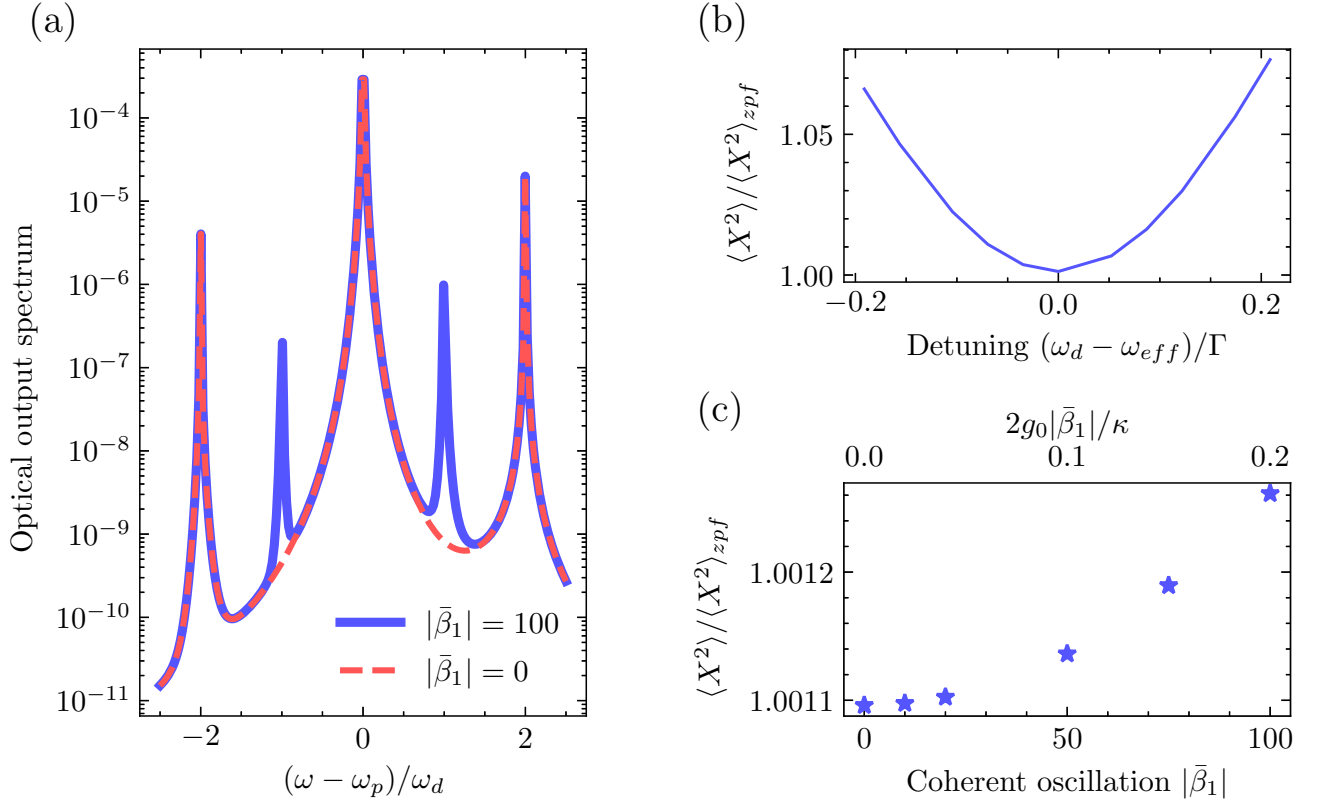 (a)
Optical output spectrum
10⁻⁴
10⁻⁵
10⁻⁶
10⁻⁷
10⁻⁸
10⁻⁹
10⁻¹⁰
10⁻¹¹
|β̄₁| = 100
|β̄₁| = 0
−2 0 2
(ω − ω_p)/ω_d
(b)
⟨X²⟩/⟨X²⟩_zpf
1.05
1.00
−0.2 0.0 0.2
Detuning (ω_d − ω_eff)/Γ
(c)
2g₀|β̄₁|/κ
0.0 0.1 0.2
⟨X²⟩/⟨X²⟩_zpf
1.0012
1.0011
0 50 100
Coherent oscillation |β̄₁|